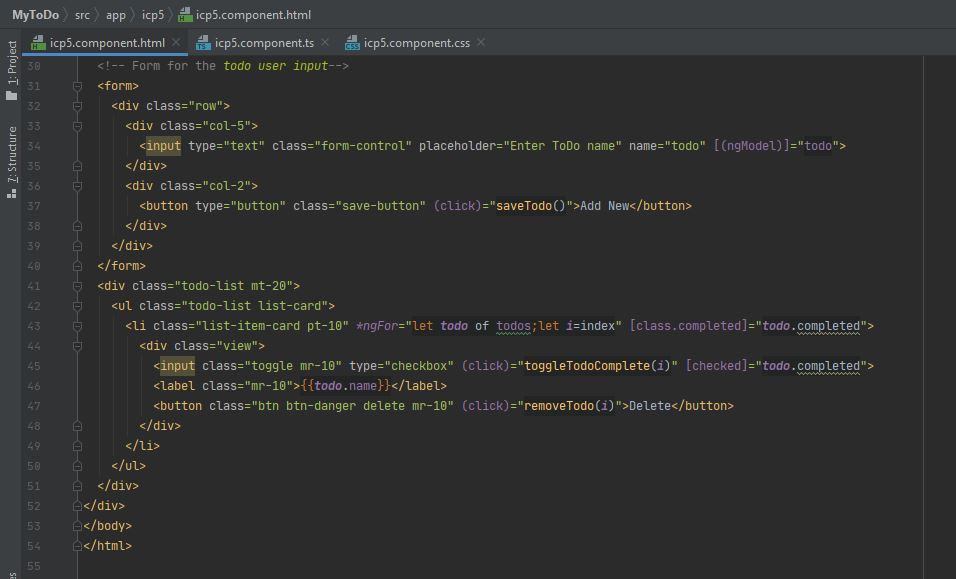 MyToDo > src > app > icp5 > icp5.component.html
icp5.component.html × icp5.component.ts × icp5.component.css ×
1: Project
7: Structure
30 <!-- Form for the todo user input-->
31 <form>
32 <div class="row">
33 <div class="col-5">
34 <input type="text" class="form-control" placeholder="Enter ToDo name" name="todo" [(ngModel)]="todo">
35 </div>
36 <div class="col-2">
37 <button type="button" class="save-button" (click)="saveTodo()">Add New</button>
38 </div>
39 </div>
40 </form>
41 <div class="todo-list mt-20">
42 <ul class="todo-list list-card">
43 <li class="list-item-card pt-10" *ngFor="let todo of todos;let i=index" [class.completed]="todo.completed">
44 <div class="view">
45 <input class="toggle mr-10" type="checkbox" (click)="toggleTodoComplete(i)" [checked]="todo.completed">
46 <label class="mr-10">{{todo.name}}</label>
47 <button class="btn btn-danger delete mr-10" (click)="removeTodo(i)">Delete</button>
48 </div>
49 </li>
50 </ul>
51 </div>
52 </div>
53 </body>
54 </html>
55